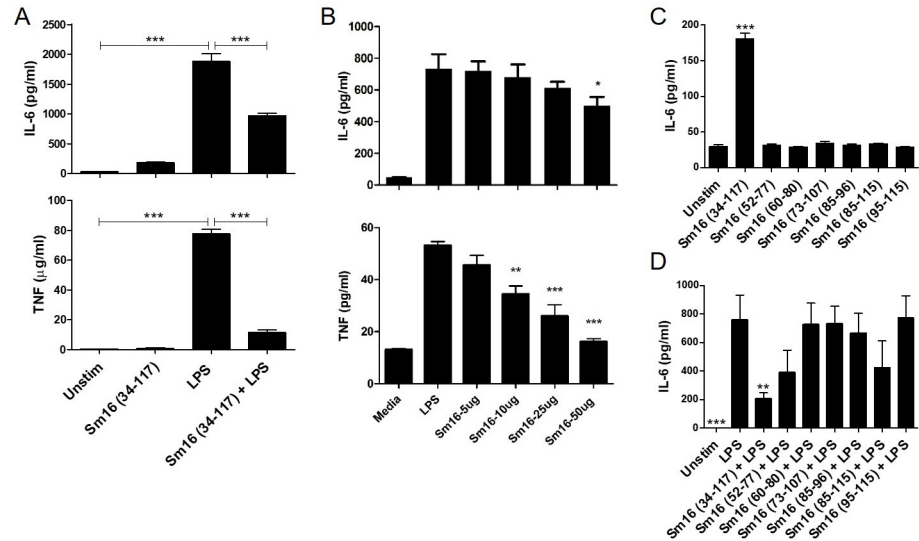 A
IL-6 (pg/ml)
2500
2000
1500
1000
500
0
***
***
TNF (µg/ml)
100
80
60
40
20
0
***
***
Unstim
Sm16 (34-117)
LPS
Sm16 (34-117) + LPS
B
IL-6 (pg/ml)
1000
800
600
400
200
0
*
TNF (pg/ml)
60
40
20
0
**
***
***
Media
LPS
Sm16-5ug
Sm16-10ug
Sm16-25ug
Sm16-50ug
C
IL-6 (pg/ml)
200
150
100
50
0
***
Unstim
Sm16 (34-117)
Sm16 (52-77)
Sm16 (60-80)
Sm16 (73-107)
Sm16 (85-96)
Sm16 (85-115)
Sm16 (95-115)
D
IL-6 (pg/ml)
1000
800
600
400
200
0
***
**
Unstim
LPS
Sm16 (34-117) + LPS
Sm16 (52-77) + LPS
Sm16 (60-80) + LPS
Sm16 (73-107) + LPS
Sm16 (85-96) + LPS
Sm16 (85-115) + LPS
Sm16 (95-115) + LPS